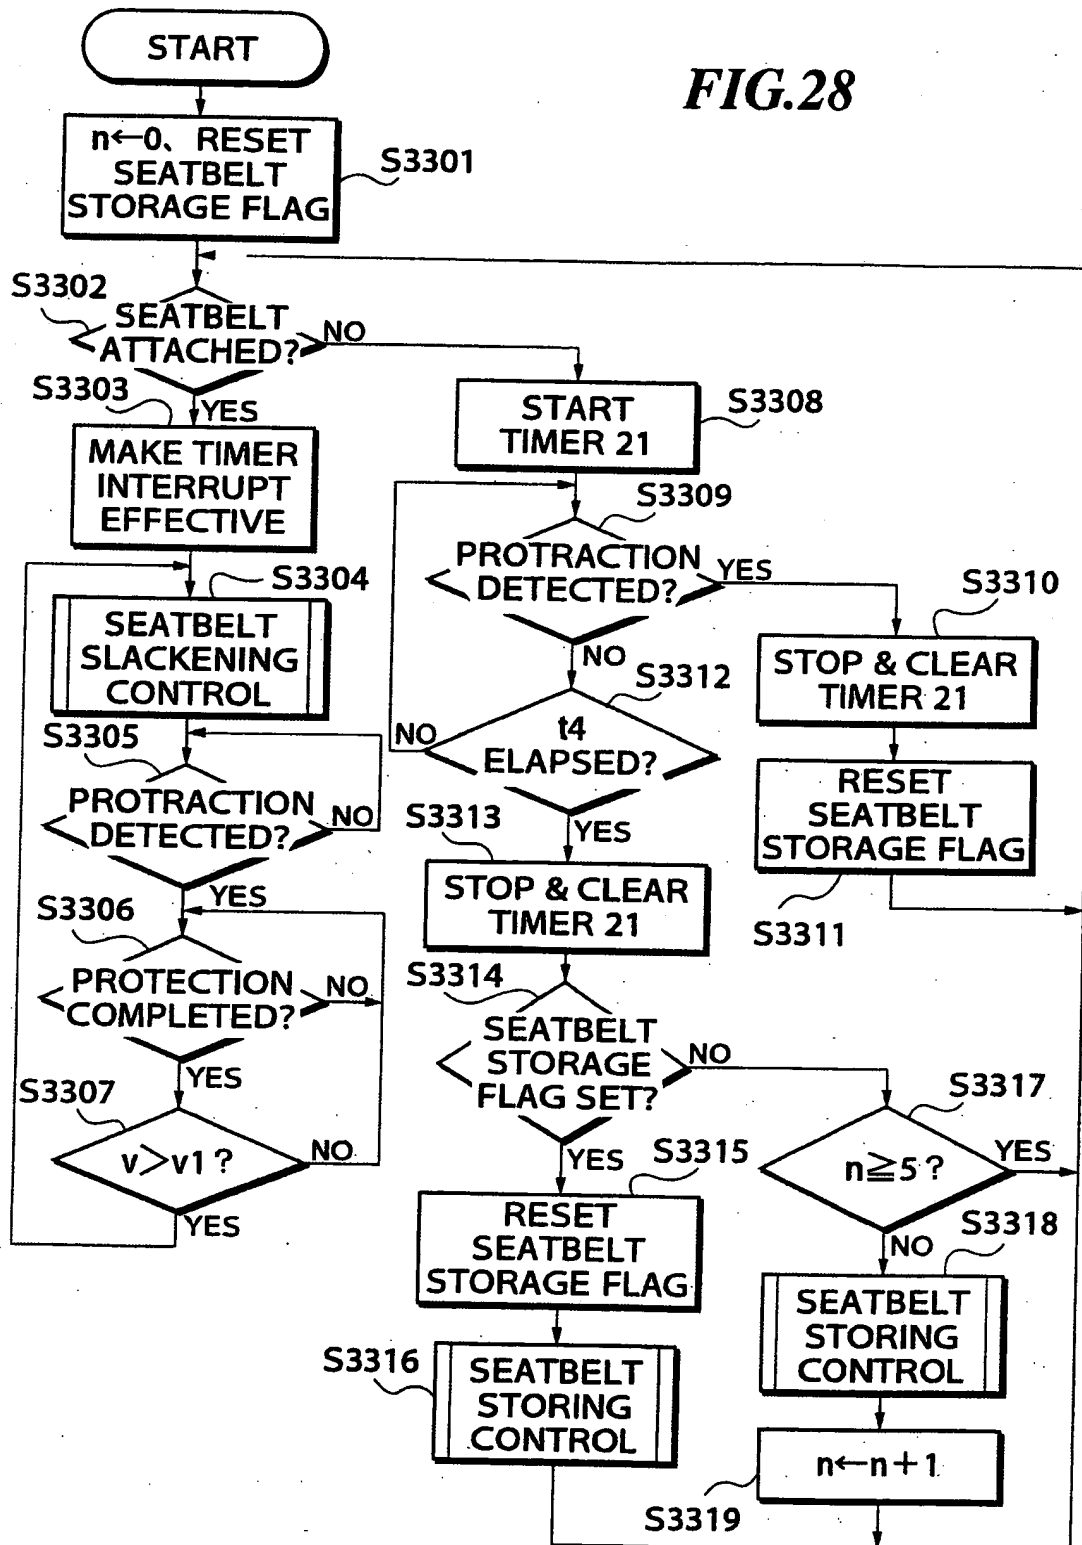 START
FIG.28
n←0、RESET
SEATBELT
STORAGE FLAG
S3301
S3302
SEATBELT
ATTACHED?
NO
YES
S3303
MAKE TIMER
INTERRUPT
EFFECTIVE
S3304
SEATBELT
SLACKENING
CONTROL
S3305
PROTRACTION
DETECTED?
NO
YES
S3306
PROTECTION
COMPLETED?
NO
YES
S3307
v>v1?
NO
YES
START
TIMER 21
S3308
S3309
PROTRACTION
DETECTED?
YES
NO
S3310
STOP & CLEAR
TIMER 21
RESET
SEATBELT
STORAGE FLAG
S3311
S3312
t4
ELAPSED?
NO
YES
S3313
STOP & CLEAR
TIMER 21
S3314
SEATBELT
STORAGE
FLAG SET?
NO
YES
S3315
RESET
SEATBELT
STORAGE FLAG
S3316
SEATBELT
STORING
CONTROL
S3317
n≧5?
YES
NO
S3318
SEATBELT
STORING
CONTROL
n←n+1
S3319